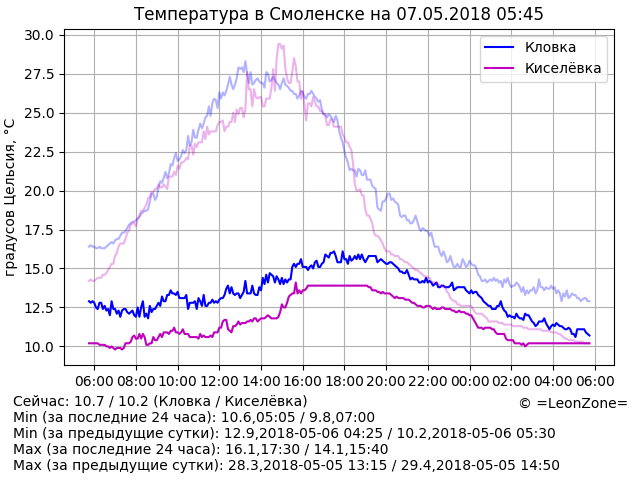 Температура в Смоленске на 07.05.2018 05:45
градусов Цельсия, °C
30.0
27.5
25.0
22.5
20.0
17.5
15.0
12.5
10.0
Кловка
Киселёвка
06:00 08:00 10:00 12:00 14:00 16:00 18:00 20:00 22:00 00:00 02:00 04:00 06:00
Сейчас: 10.7 / 10.2 (Кловка / Киселёвка)
© =LeonZone=
Min (за последние 24 часа): 10.6,05:05 / 9.8,07:00
Min (за предыдущие сутки): 12.9,2018-05-06 04:25 / 10.2,2018-05-06 05:30
Max (за последние 24 часа): 16.1,17:30 / 14.1,15:40
Max (за предыдущие сутки): 28.3,2018-05-05 13:15 / 29.4,2018-05-05 14:50